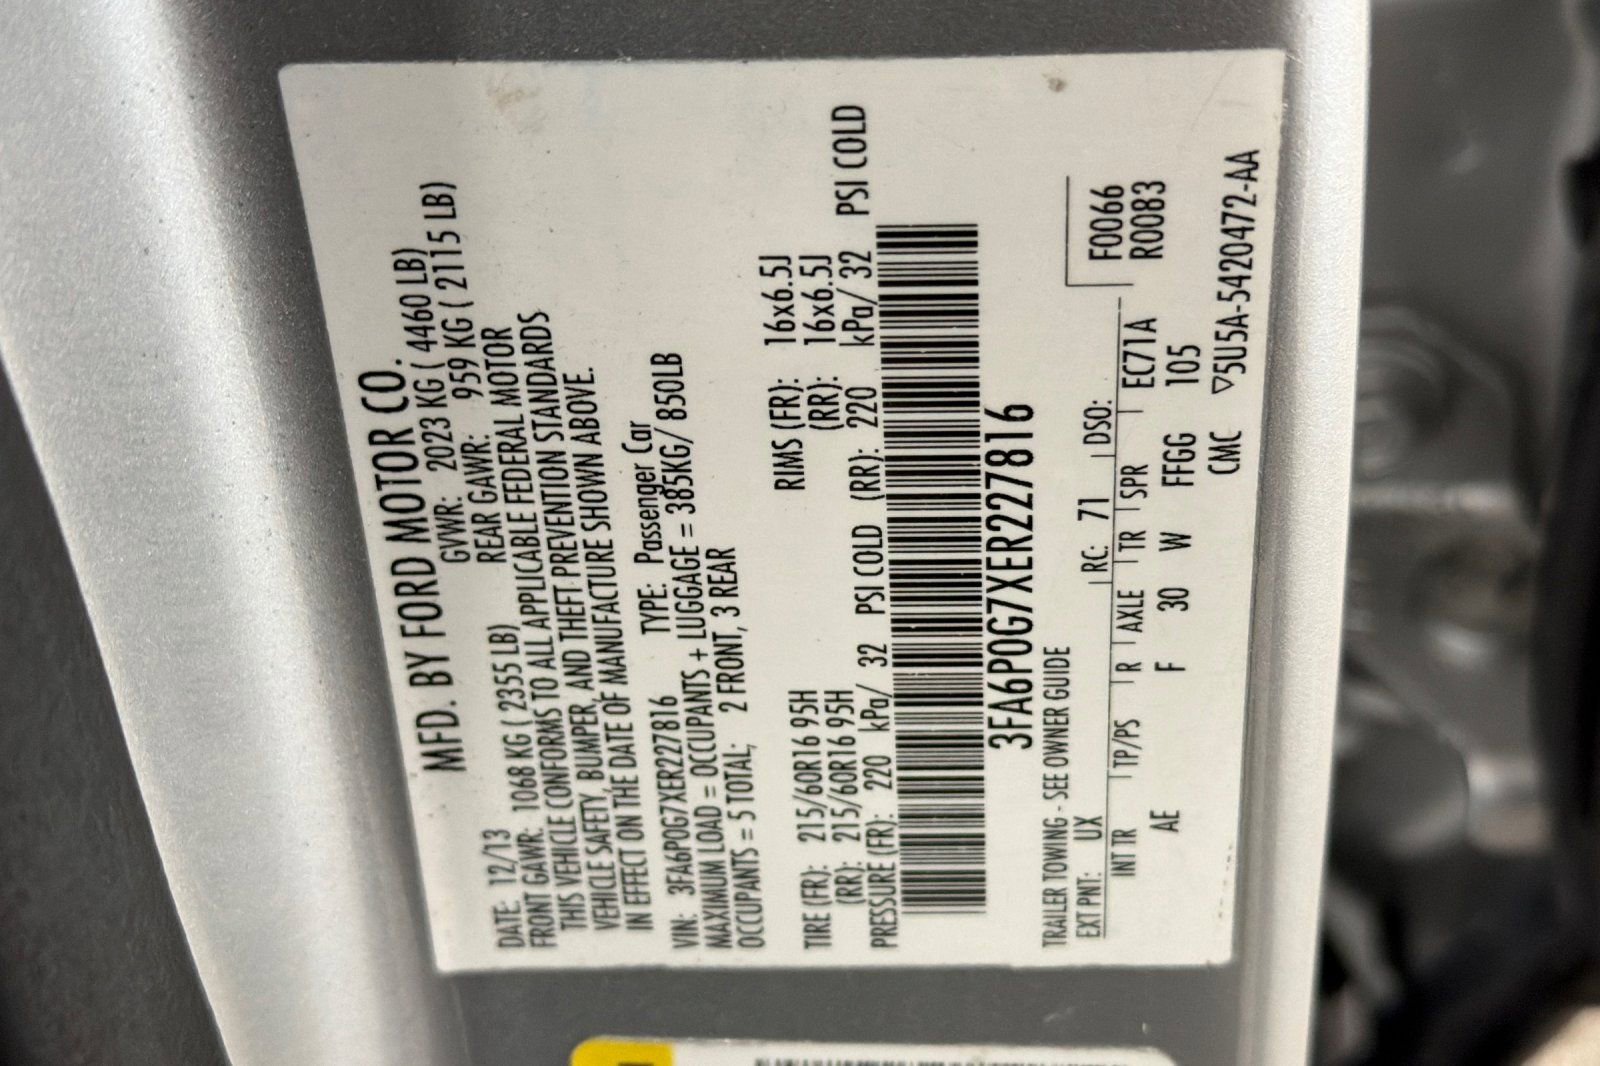 MFD. BY FORD MOTOR CO.
DATE: 12/13 GVWR: 2023 KG ( 4460 LB)
FRONT GAWR: 1068 KG ( 2355 LB) REAR GAWR: 959 KG ( 2115 LB)
THIS VEHICLE CONFORMS TO ALL APPLICABLE FEDERAL MOTOR
VEHICLE SAFETY, BUMPER, AND THEFT PREVENTION STANDARDS
IN EFFECT ON THE DATE OF MANUFACTURE SHOWN ABOVE.
VIN: 3FA6P0G7XER227816 TYPE: Passenger Car
MAXIMUM LOAD = OCCUPANTS + LUGGAGE = 385KG/ 850LB
OCCUPANTS = 5 TOTAL; 2 FRONT, 3 REAR
TIRE (FR): 215/60R16 95H RIMS (FR): 16x6.5J
(RR): 215/60R16 95H (RR): 16x6.5J
PRESSURE (FR): 220 kPa/ 32 PSI COLD (RR): 220 kPa/ 32 PSI COLD
3FA6P0G7XER227816
TRAILER TOWING - SEE OWNER GUIDE
EXT PNT: UX RC: 71 DSO: F0066
R0083
INT TR TP/PS R AXLE TR SPR EC71A
AE F 30 W FFGG 105
CMC ▽5U5A-5420472-AA